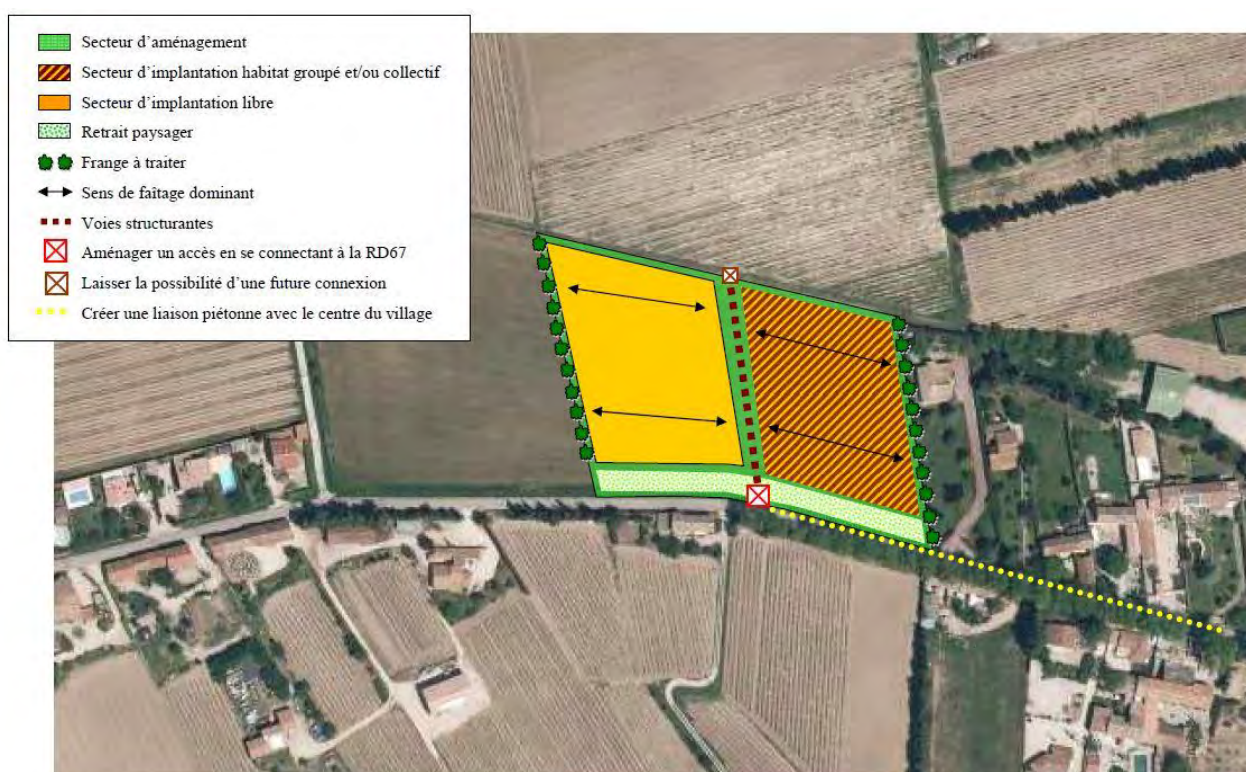 Secteur d'aménagement
Secteur d'implantation habitat groupé et/ou collectif
Secteur d'implantation libre
Retrait paysager
Frange à traiter
Sens de faîtage dominant
Voies structurantes
Aménager un accès en se connectant à la RD67
Laisser la possibilité d'une future connexion
Créer une liaison piétonne avec le centre du village